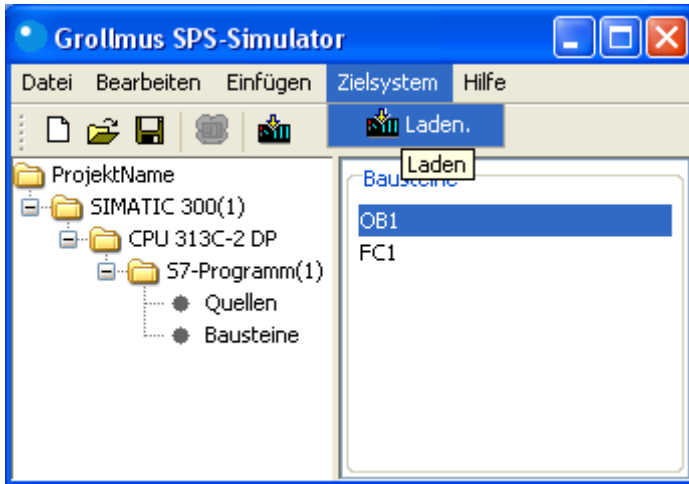 Grollmus SPS-Simulator
Datei Bearbeiten Einfügen Zielsystem Hilfe
Laden.
Laden
ProjektName
SIMATIC 300(1)
CPU 313C-2 DP
S7-Programm(1)
Quellen
Bausteine
Bausteine
OB1
FC1